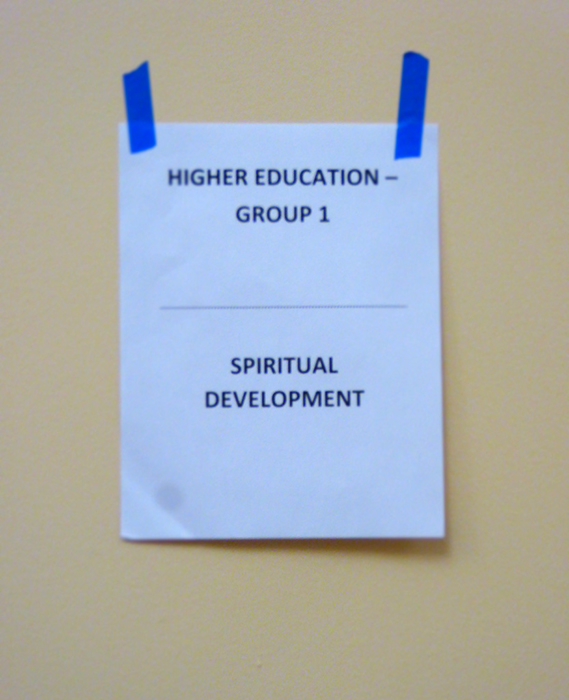 HIGHER EDUCATION –
GROUP 1
SPIRITUAL
DEVELOPMENT